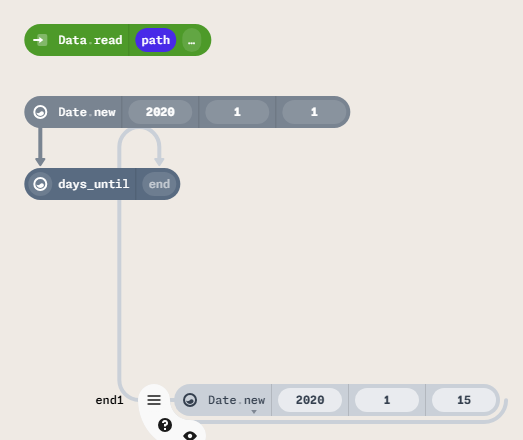 Data.read path …
Date.new 2020 1 1
days_until end
end1 Date.new 2020 1 15